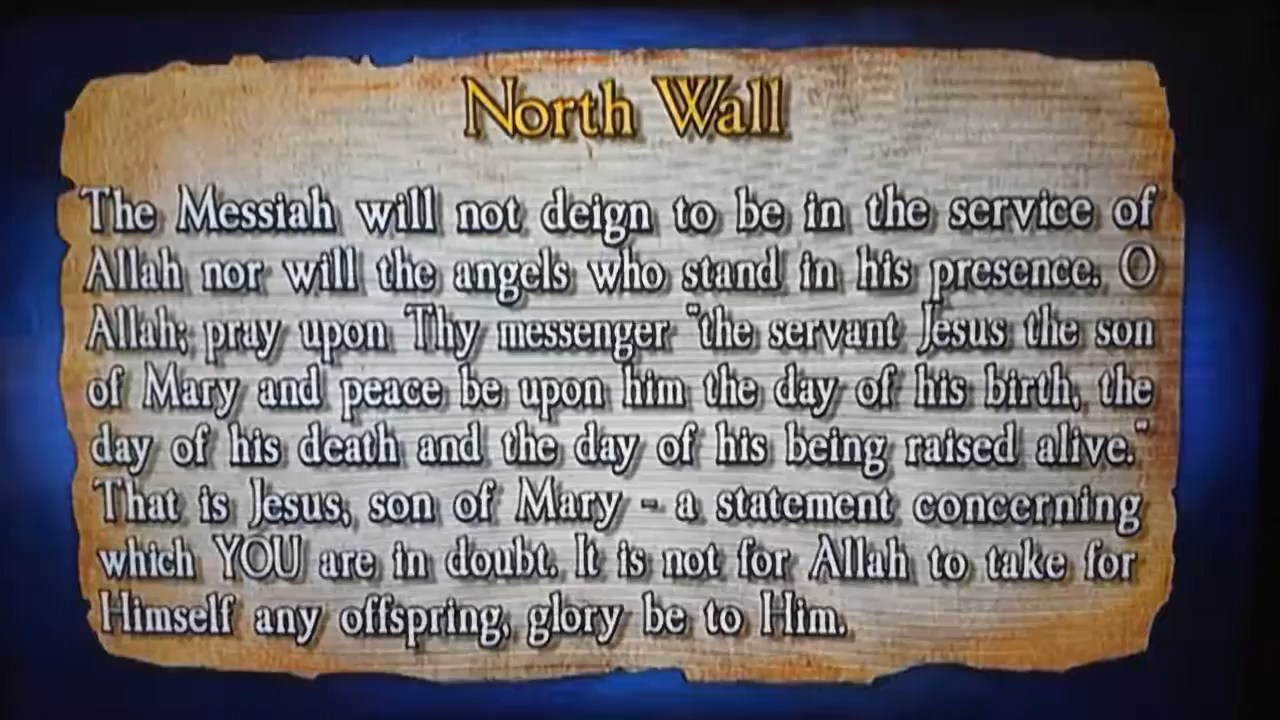 North Wall
The Messiah will not deign to be in the service of
Allah nor will the angels who stand in his presence. O
Allah; pray upon Thy messenger "the servant Jesus the son
of Mary and peace be upon him the day of his birth, the
day of his death and the day of his being raised alive."
That is Jesus, son of Mary - a statement concerning
which YOU are in doubt. It is not for Allah to take for
Himself any offspring, glory be to Him.